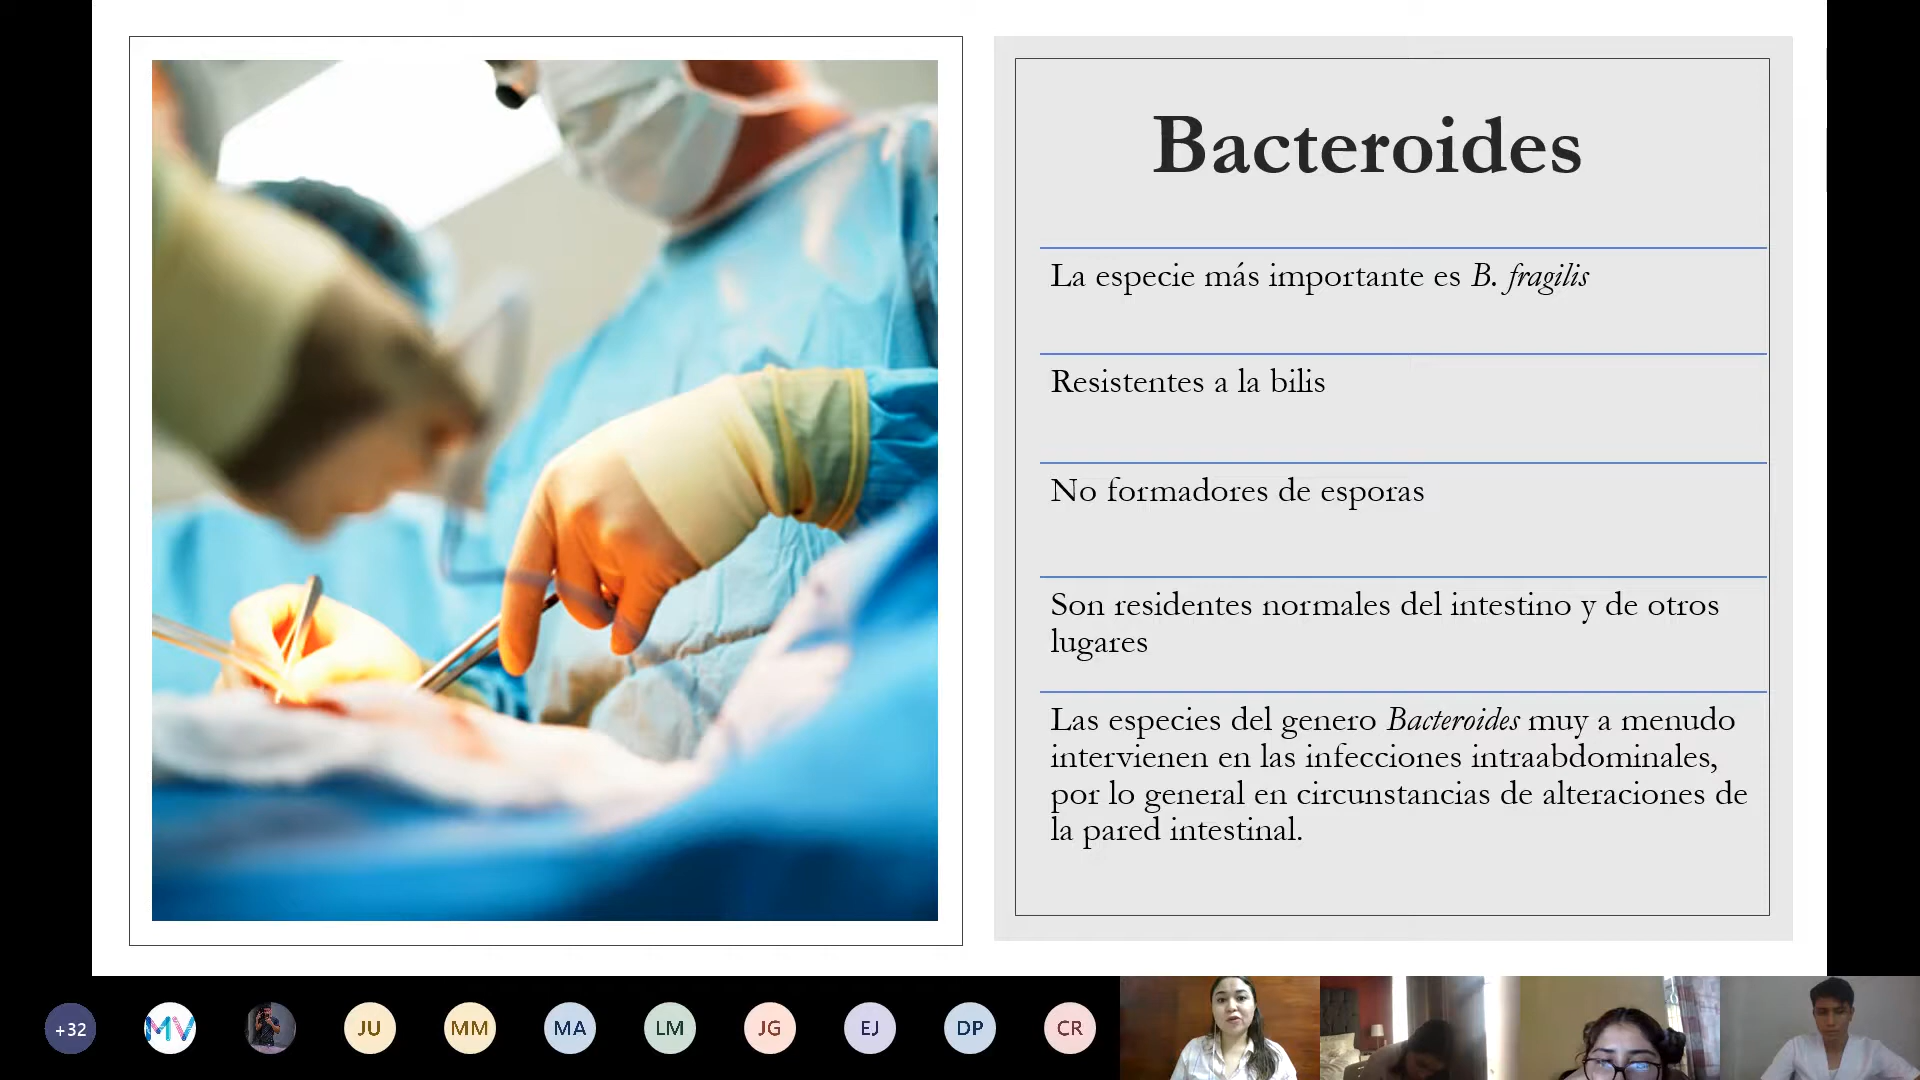 Bacteroides
La especie más importante es B. fragilis
Resistentes a la bilis
No formadores de esporas
Son residentes normales del intestino y de otros
lugares
Las especies del genero Bacteroides muy a menudo
intervienen en las infecciones intraabdominales,
por lo general en circunstancias de alteraciones de
la pared intestinal.
+32 MV JU MM MA LM JG EJ DP CR